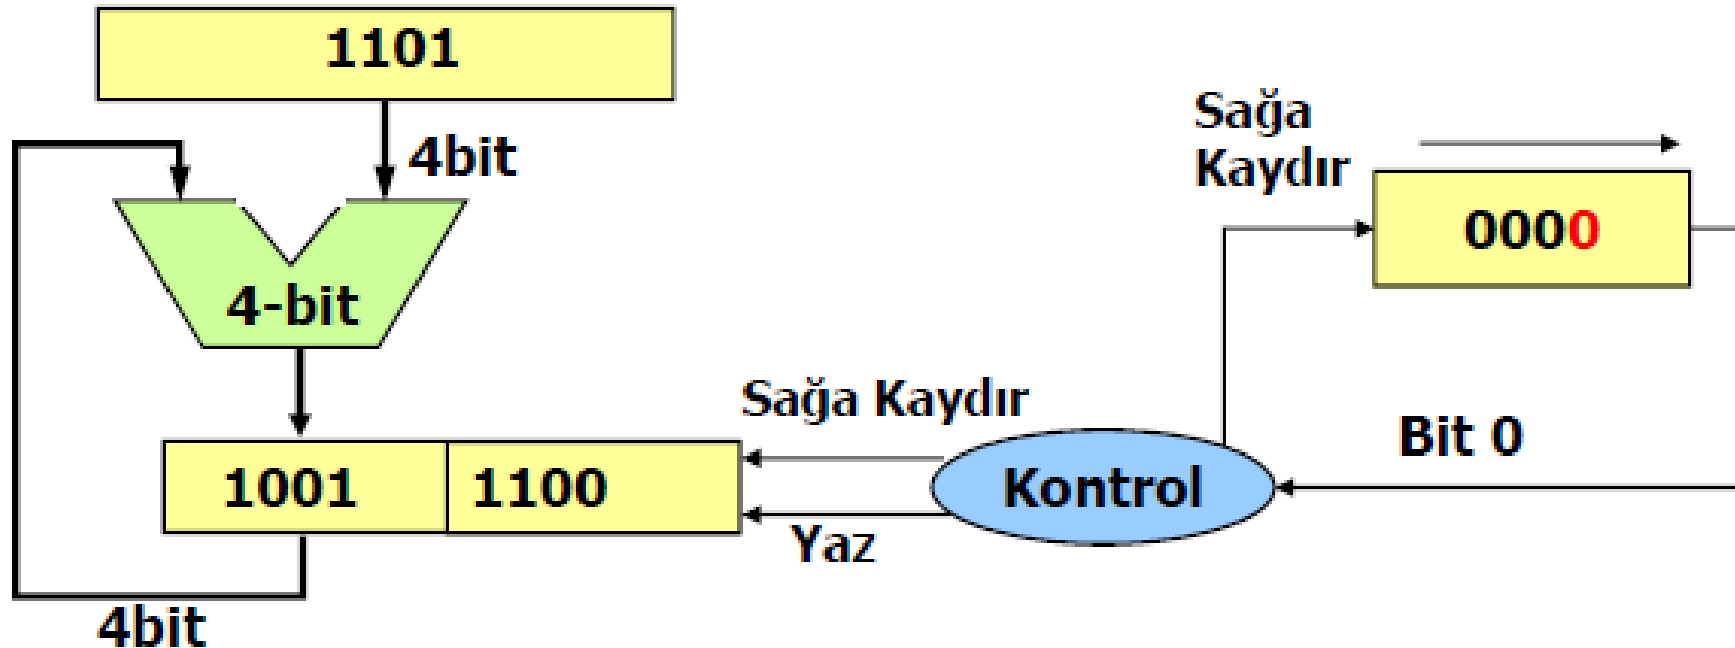 1101
4bit
Sağa
Kaydır
0000
4-bit
Sağa Kaydır
Bit 0
1001
1100
Kontrol
Yaz
4bit